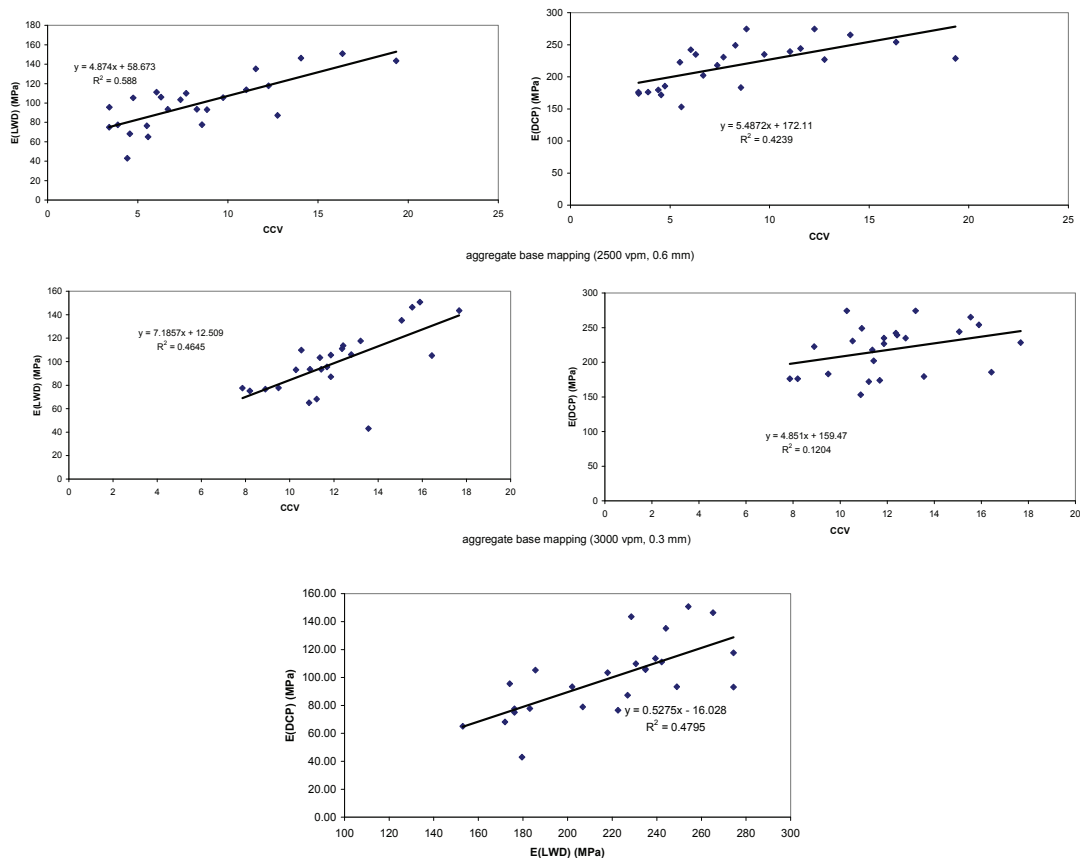 180
160
140
120
100
80
60
40
20
0
E(LWD) (MPa)
y = 4.874x + 58.673
R² = 0.588
0 5 10 15 20 25
CCV
300
250
200
150
100
50
0
E(DCP) (MPa)
y = 5.4872x + 172.11
R² = 0.4239
0 5 10 15 20 25
CCV
aggregate base mapping (2500 vpm, 0.6 mm)
160
140
120
100
80
60
40
20
0
E(LWD) (MPa)
y = 7.1857x + 12.509
R² = 0.4645
0 2 4 6 8 10 12 14 16 18 20
CCV
300
250
200
150
100
50
0
E(DCP) (MPa)
y = 4.851x + 159.47
R² = 0.1204
0 2 4 6 8 10 12 14 16 18 20
CCV
aggregate base mapping (3000 vpm, 0.3 mm)
160.00
140.00
120.00
100.00
80.00
60.00
40.00
20.00
0.00
E(DCP) (MPa)
y = 0.5275x - 16.028
R² = 0.4795
100 120 140 160 180 200 220 240 260 280 300
E(LWD) (MPa)